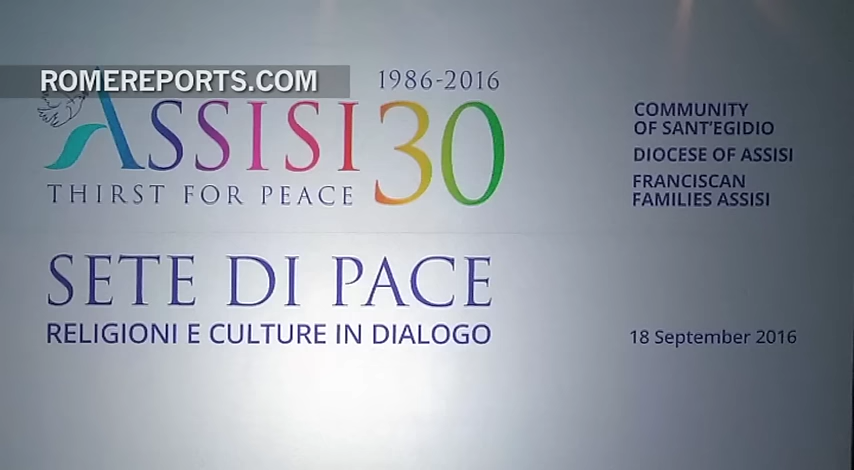 ROMEREPORTS.COM
1986-2016
ASSISI 30
THIRST FOR PEACE
SETE DI PACE
RELIGIONI E CULTURE IN DIALOGO
COMMUNITY
OF SANT'EGIDIO
DIOCESE OF ASSISI
FRANCISCAN
FAMILIES ASSISI
18 September 2016